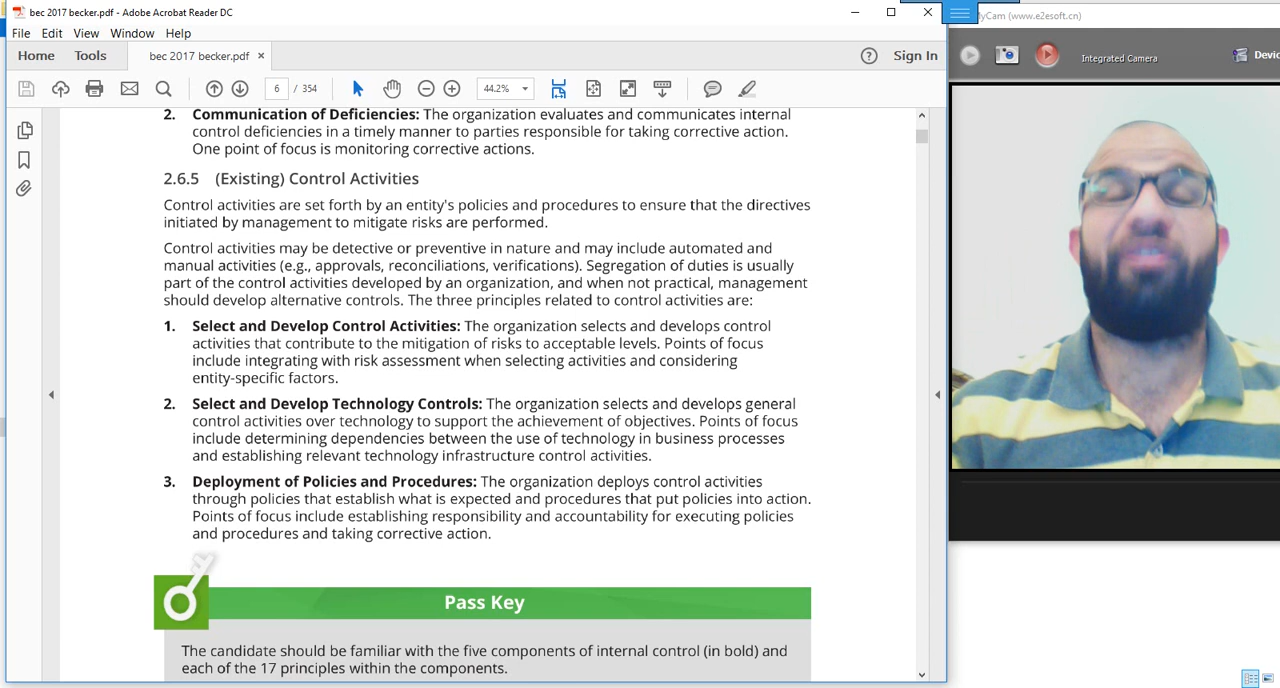 bec 2017 becker.pdf - Adobe Acrobat Reader DC
yCam (www.e2esoft.cn)
File Edit View Window Help
Home Tools bec 2017 becker.pdf × Sign In
Integrated Camera
Devic
6 / 354 44.2%
2. Communication of Deficiencies: The organization evaluates and communicates internal
control deficiencies in a timely manner to parties responsible for taking corrective action.
One point of focus is monitoring corrective actions.
2.6.5 (Existing) Control Activities
Control activities are set forth by an entity's policies and procedures to ensure that the directives
initiated by management to mitigate risks are performed.
Control activities may be detective or preventive in nature and may include automated and
manual activities (e.g., approvals, reconciliations, verifications). Segregation of duties is usually
part of the control activities developed by an organization, and when not practical, management
should develop alternative controls. The three principles related to control activities are:
1. Select and Develop Control Activities: The organization selects and develops control
activities that contribute to the mitigation of risks to acceptable levels. Points of focus
include integrating with risk assessment when selecting activities and considering
entity-specific factors.
2. Select and Develop Technology Controls: The organization selects and develops general
control activities over technology to support the achievement of objectives. Points of focus
include determining dependencies between the use of technology in business processes
and establishing relevant technology infrastructure control activities.
3. Deployment of Policies and Procedures: The organization deploys control activities
through policies that establish what is expected and procedures that put policies into action.
Points of focus include establishing responsibility and accountability for executing policies
and procedures and taking corrective action.
Pass Key
The candidate should be familiar with the five components of internal control (in bold) and
each of the 17 principles within the components.